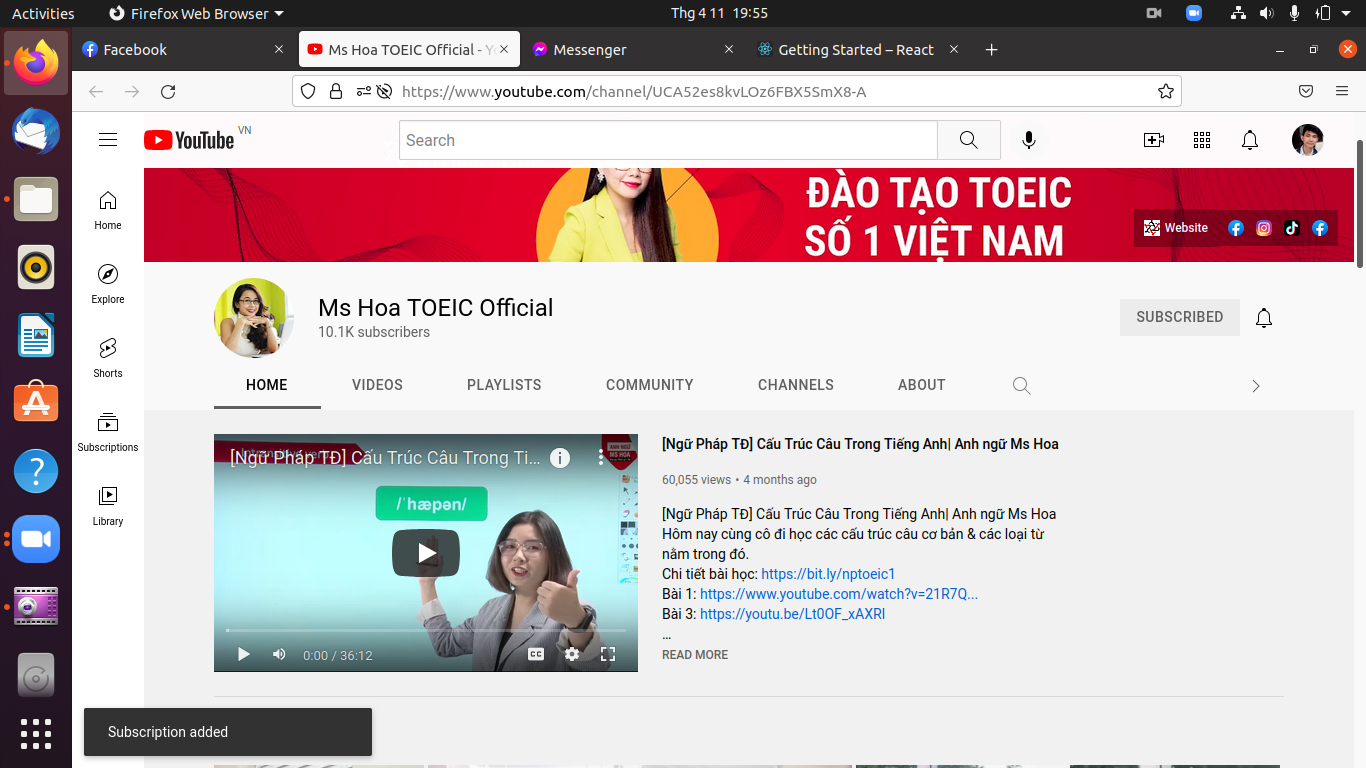 Activities
Firefox Web Browser
Thg 4 11 19:55
Facebook
Ms Hoa TOEIC Official - Yo
Messenger
Getting Started – React
https://www.youtube.com/channel/UCA52es8kvLOz6FBX5SmX8-A
YouTube VN
Search
Home
Explore
Shorts
Subscriptions
Library
ĐÀO TẠO TOEIC
SỐ 1 VIỆT NAM
Website
Ms Hoa TOEIC Official
10.1K subscribers
SUBSCRIBED
HOME VIDEOS PLAYLISTS COMMUNITY CHANNELS ABOUT
[Ngữ Pháp TĐ] Cấu Trúc Câu Trong Ti...
ANH NGỮ
MS HOA
/ˈhæpən/
0:00 / 36:12
CC
[Ngữ Pháp TĐ] Cấu Trúc Câu Trong Tiếng Anh| Anh ngữ Ms Hoa
60,055 views • 4 months ago
[Ngữ Pháp TĐ] Cấu Trúc Câu Trong Tiếng Anh| Anh ngữ Ms Hoa
Hôm nay cùng cô đi học các cấu trúc câu cơ bản & các loại từ
nằm trong đó.
Chi tiết bài học: https://bit.ly/nptoeic1
Bài 1: https://www.youtube.com/watch?v=21R7Q...
Bài 3: https://youtu.be/Lt0OF_xAXRI
...
READ MORE
Subscription added